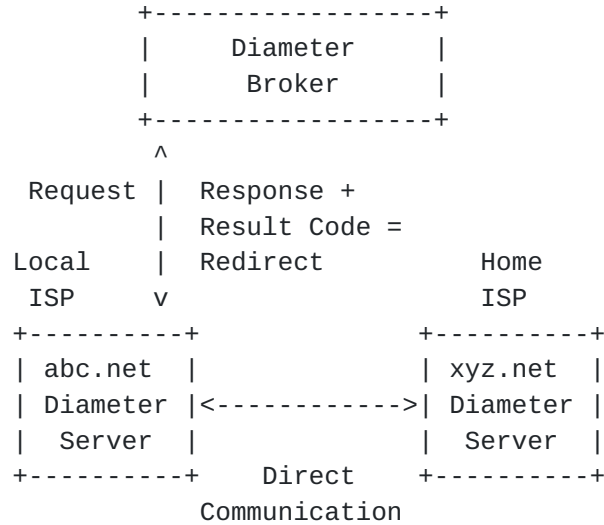 +------------------+
|     Diameter     |
|      Broker      |
+------------------+
^
Request |  Response +
|  Result Code =
Local    |  Redirect          Home
ISP     v                    ISP
+----------+              +----------+
| abc.net  |              | xyz.net  |
| Diameter |<------------>| Diameter |
|  Server  |              |  Server  |
+----------+    Direct    +----------+
Communication